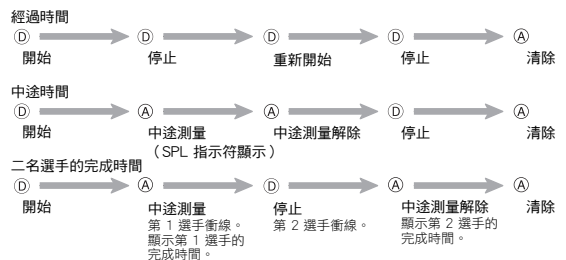 經過時間
Ⓓ Ⓓ Ⓓ Ⓓ Ⓐ
開始 停止 重新開始 停止 清除
中途時間
Ⓓ Ⓐ Ⓐ Ⓓ Ⓐ
開始 中途測量 中途測量解除 停止 清除
（SPL 指示符顯示）
二名選手的完成時間
Ⓓ Ⓐ Ⓓ Ⓐ Ⓐ
開始 中途測量 停止 中途測量解除 清除
第 1 選手衝線。 第 2 選手衝線。 顯示第 2 選手的
顯示第 1 選手的 完成時間。
完成時間。